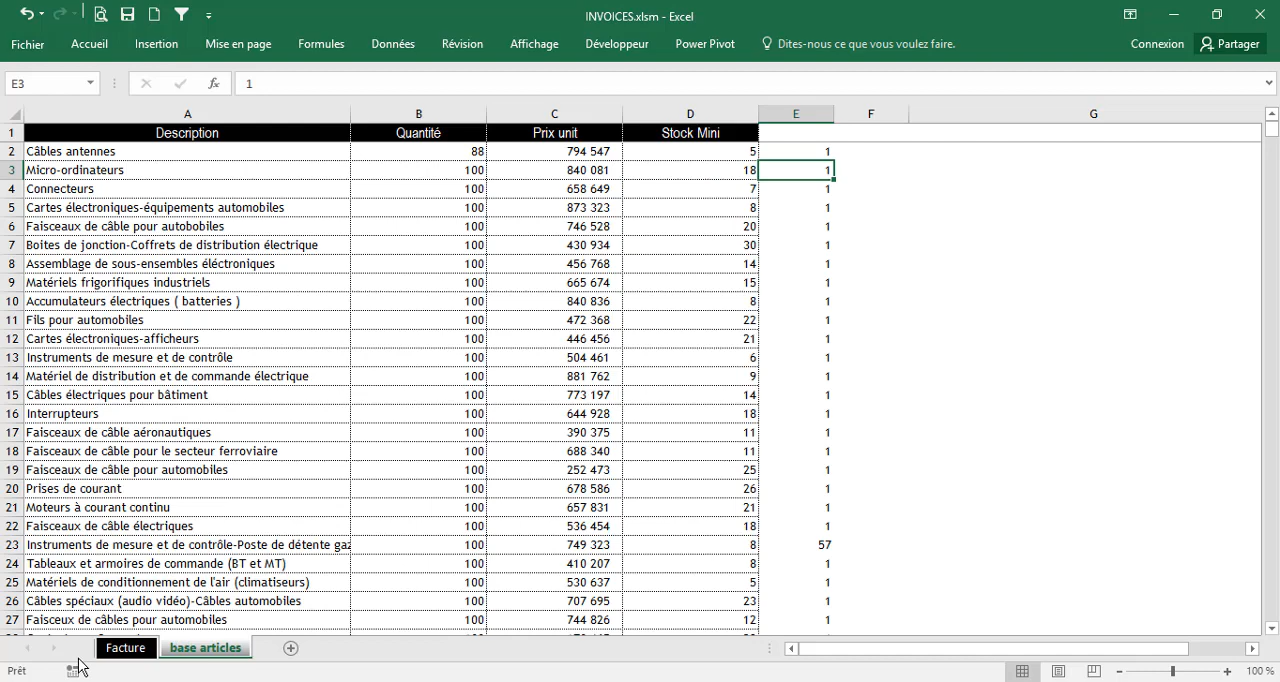 INVOICES.xlsm - Excel
Fichier Accueil Insertion Mise en page Formules Données Révision Affichage Développeur Power Pivot Dites-nous ce que vous voulez faire. Connexion Partager
E3 fx 1
A B C D E F G
1 Description Quantité Prix unit Stock Mini
2 Câbles antennes 88 794 547 5 1
3 Micro-ordinateurs 100 840 081 18 1
4 Connecteurs 100 658 649 7 1
5 Cartes électroniques-équipements automobiles 100 873 323 8 1
6 Faisceaux de câble pour autobobiles 100 746 528 20 1
7 Boites de jonction-Coffrets de distribution électrique 100 430 934 30 1
8 Assemblage de sous-ensembles éléctroniques 100 456 768 14 1
9 Matériels frigorifiques industriels 100 665 674 15 1
10 Accumulateurs électriques ( batteries ) 100 840 836 8 1
11 Fils pour automobiles 100 472 368 22 1
12 Cartes électroniques-afficheurs 100 446 456 21 1
13 Instruments de mesure et de contrôle 100 504 461 6 1
14 Matériel de distribution et de commande électrique 100 881 762 9 1
15 Câbles électriques pour bâtiment 100 773 197 14 1
16 Interrupteurs 100 644 928 18 1
17 Faisceaux de câble aéronautiques 100 390 375 11 1
18 Faisceaux de câble pour le secteur ferroviaire 100 688 340 11 1
19 Faisceaux de câble pour automobiles 100 252 473 25 1
20 Prises de courant 100 678 586 26 1
21 Moteurs à courant continu 100 657 831 21 1
22 Faisceaux de câble électriques 100 536 454 18 1
23 Instruments de mesure et de contrôle-Poste de détente gaz 100 749 323 8 57
24 Tableaux et armoires de commande (BT et MT) 100 410 207 8 1
25 Matériels de conditionnement de l'air (climatiseurs) 100 530 637 5 1
26 Câbles spéciaux (audio vidéo)-Câbles automobiles 100 707 695 23 1
27 Faisceux de câbles pour automobiles 100 744 826 12 1
Facture base articles
Prêt 100 %